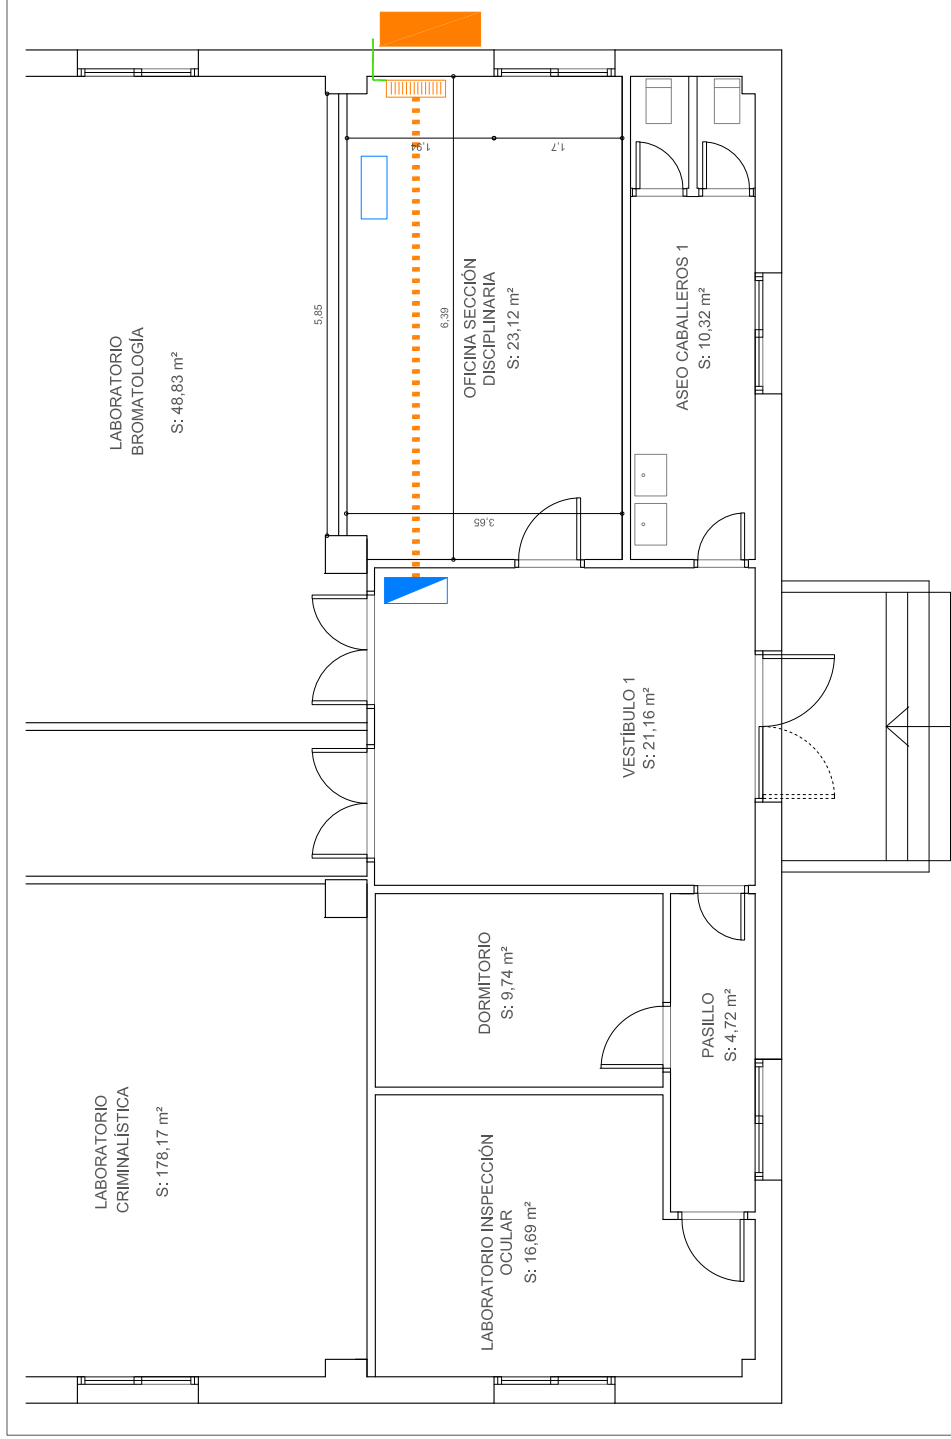 LABORATORIO
BROMATOLOGÍA
S: 48,83 m²
5,85
1,94
1,7
6,39
OFICINA SECCIÓN
DISCIPLINARIA
S: 23,12 m²
3,65
ASEO CABALLEROS 1
S: 10,32 m²
VESTÍBULO 1
S: 21,16 m²
DORMITORIO
S: 9,74 m²
PASILLO
S: 4,72 m²
LABORATORIO
CRIMINALÍSTICA
S: 178,17 m²
LABORATORIO INSPECCIÓN
OCULAR
S: 16,69 m²